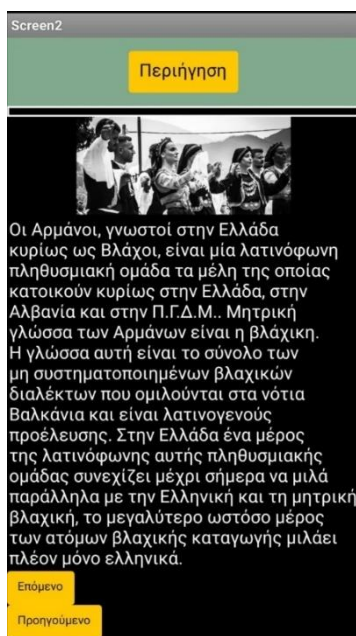 Screen2
Περιήγηση
Οι Αρμάνοι, γνωστοί στην Ελλάδα
κυρίως ως Βλάχοι, είναι μία λατινόφωνη
πληθυσμιακή ομάδα τα μέλη της οποίας
κατοικούν κυρίως στην Ελλάδα, στην
Αλβανία και στην Π.Γ.Δ.Μ.. Μητρική
γλώσσα των Αρμάνων είναι η βλάχικη.
Η γλώσσα αυτή είναι το σύνολο των
μη συστηματοποιημένων βλαχικών
διαλέκτων που ομιλούνται στα νότια
Βαλκάνια και είναι λατινογενούς
προέλευσης. Στην Ελλάδα ένα μέρος
της λατινόφωνης αυτής πληθυσμιακής
ομάδας συνεχίζει μέχρι σήμερα να μιλά
παράλληλα με την Ελληνική και τη μητρική
βλαχική, το μεγαλύτερο ωστόσο μέρος
των ατόμων βλαχικής καταγωγής μιλάει
πλέον μόνο ελληνικά.
Επόμενο
Προηγούμενο